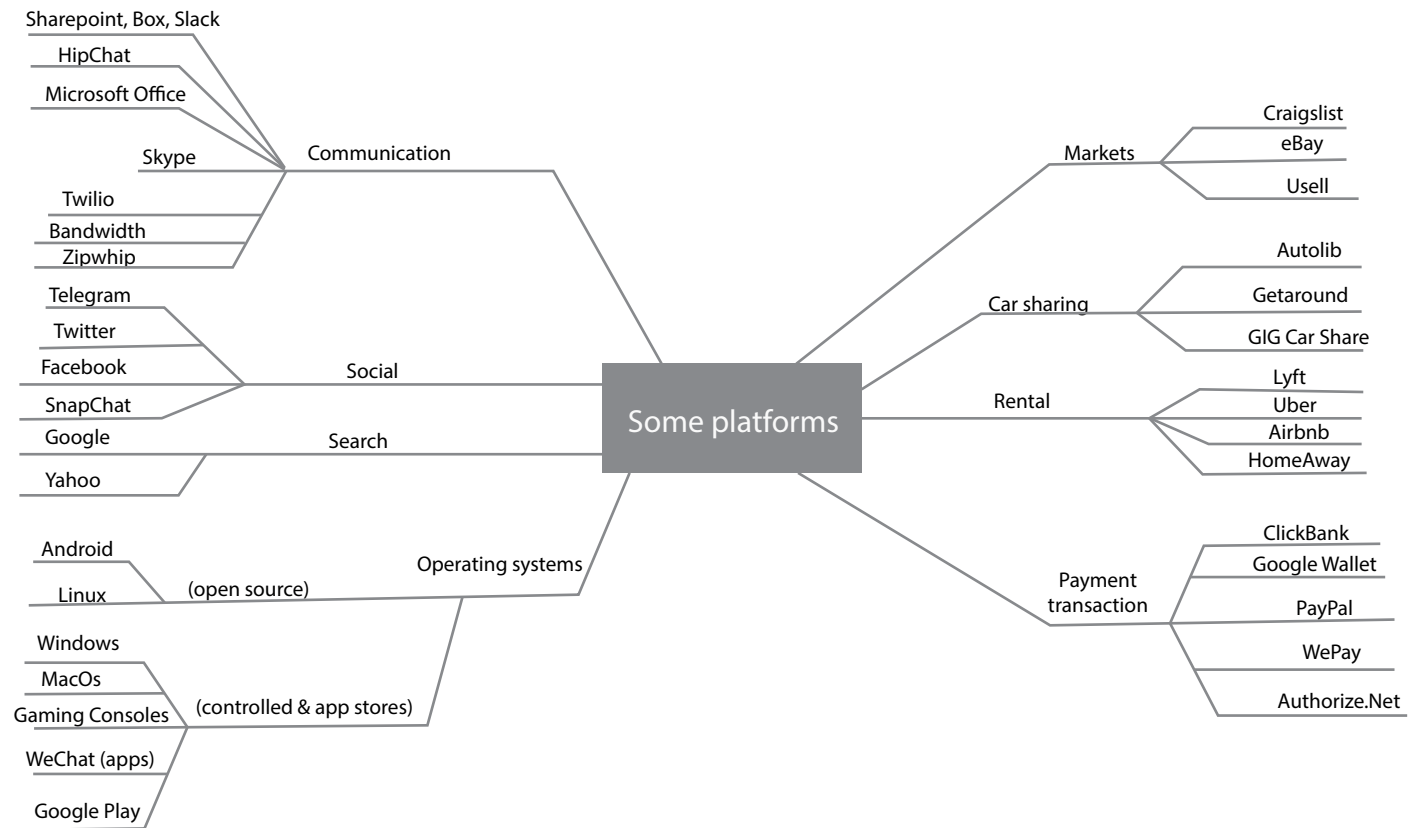 Sharepoint, Box, Slack
HipChat
Microsoft Office
Skype
Communication
Twilio
Bandwidth
Zipwhip
Telegram
Twitter
Facebook
Social
SnapChat
Google
Search
Yahoo
Android
Operating systems
Linux
(open source)
Windows
MacOs
Gaming Consoles
(controlled & app stores)
WeChat (apps)
Google Play
Some platforms
Markets
Craigslist
eBay
Usell
Car sharing
Autolib
Getaround
GIG Car Share
Rental
Lyft
Uber
Airbnb
HomeAway
Payment
transaction
ClickBank
Google Wallet
PayPal
WePay
Authorize.Net